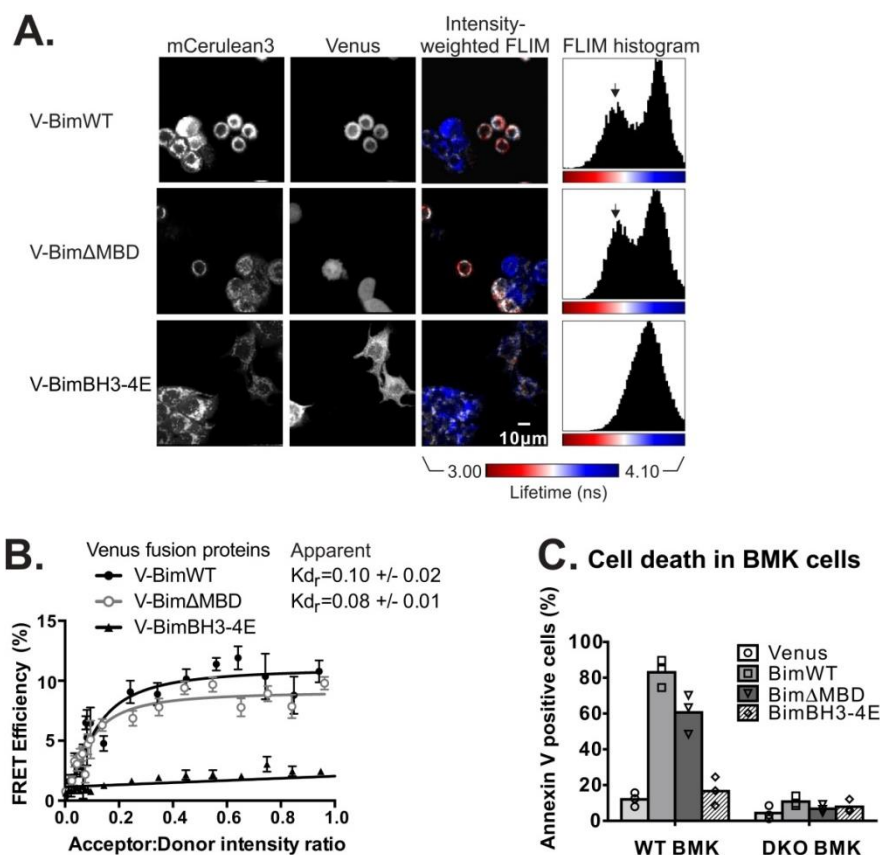 A.
mCerulean3
Venus
Intensity-
weighted FLIM
FLIM histogram
V-BimWT
V-BimΔMBD
V-BimBH3-4E
10µm
3.00
4.10
Lifetime (ns)
B.
Venus fusion proteins
Apparent
V-BimWT
Kdr=0.10 +/- 0.02
V-BimΔMBD
Kdr=0.08 +/- 0.01
V-BimBH3-4E
FRET Efficiency (%)
15
10
5
0
0.0 0.2 0.4 0.6 0.8 1.0
Acceptor:Donor intensity ratio
C. Cell death in BMK cells
Annexin V positive cells (%)
100
80
60
40
20
0
Venus
BimWT
BimΔMBD
BimBH3-4E
WT BMK
DKO BMK